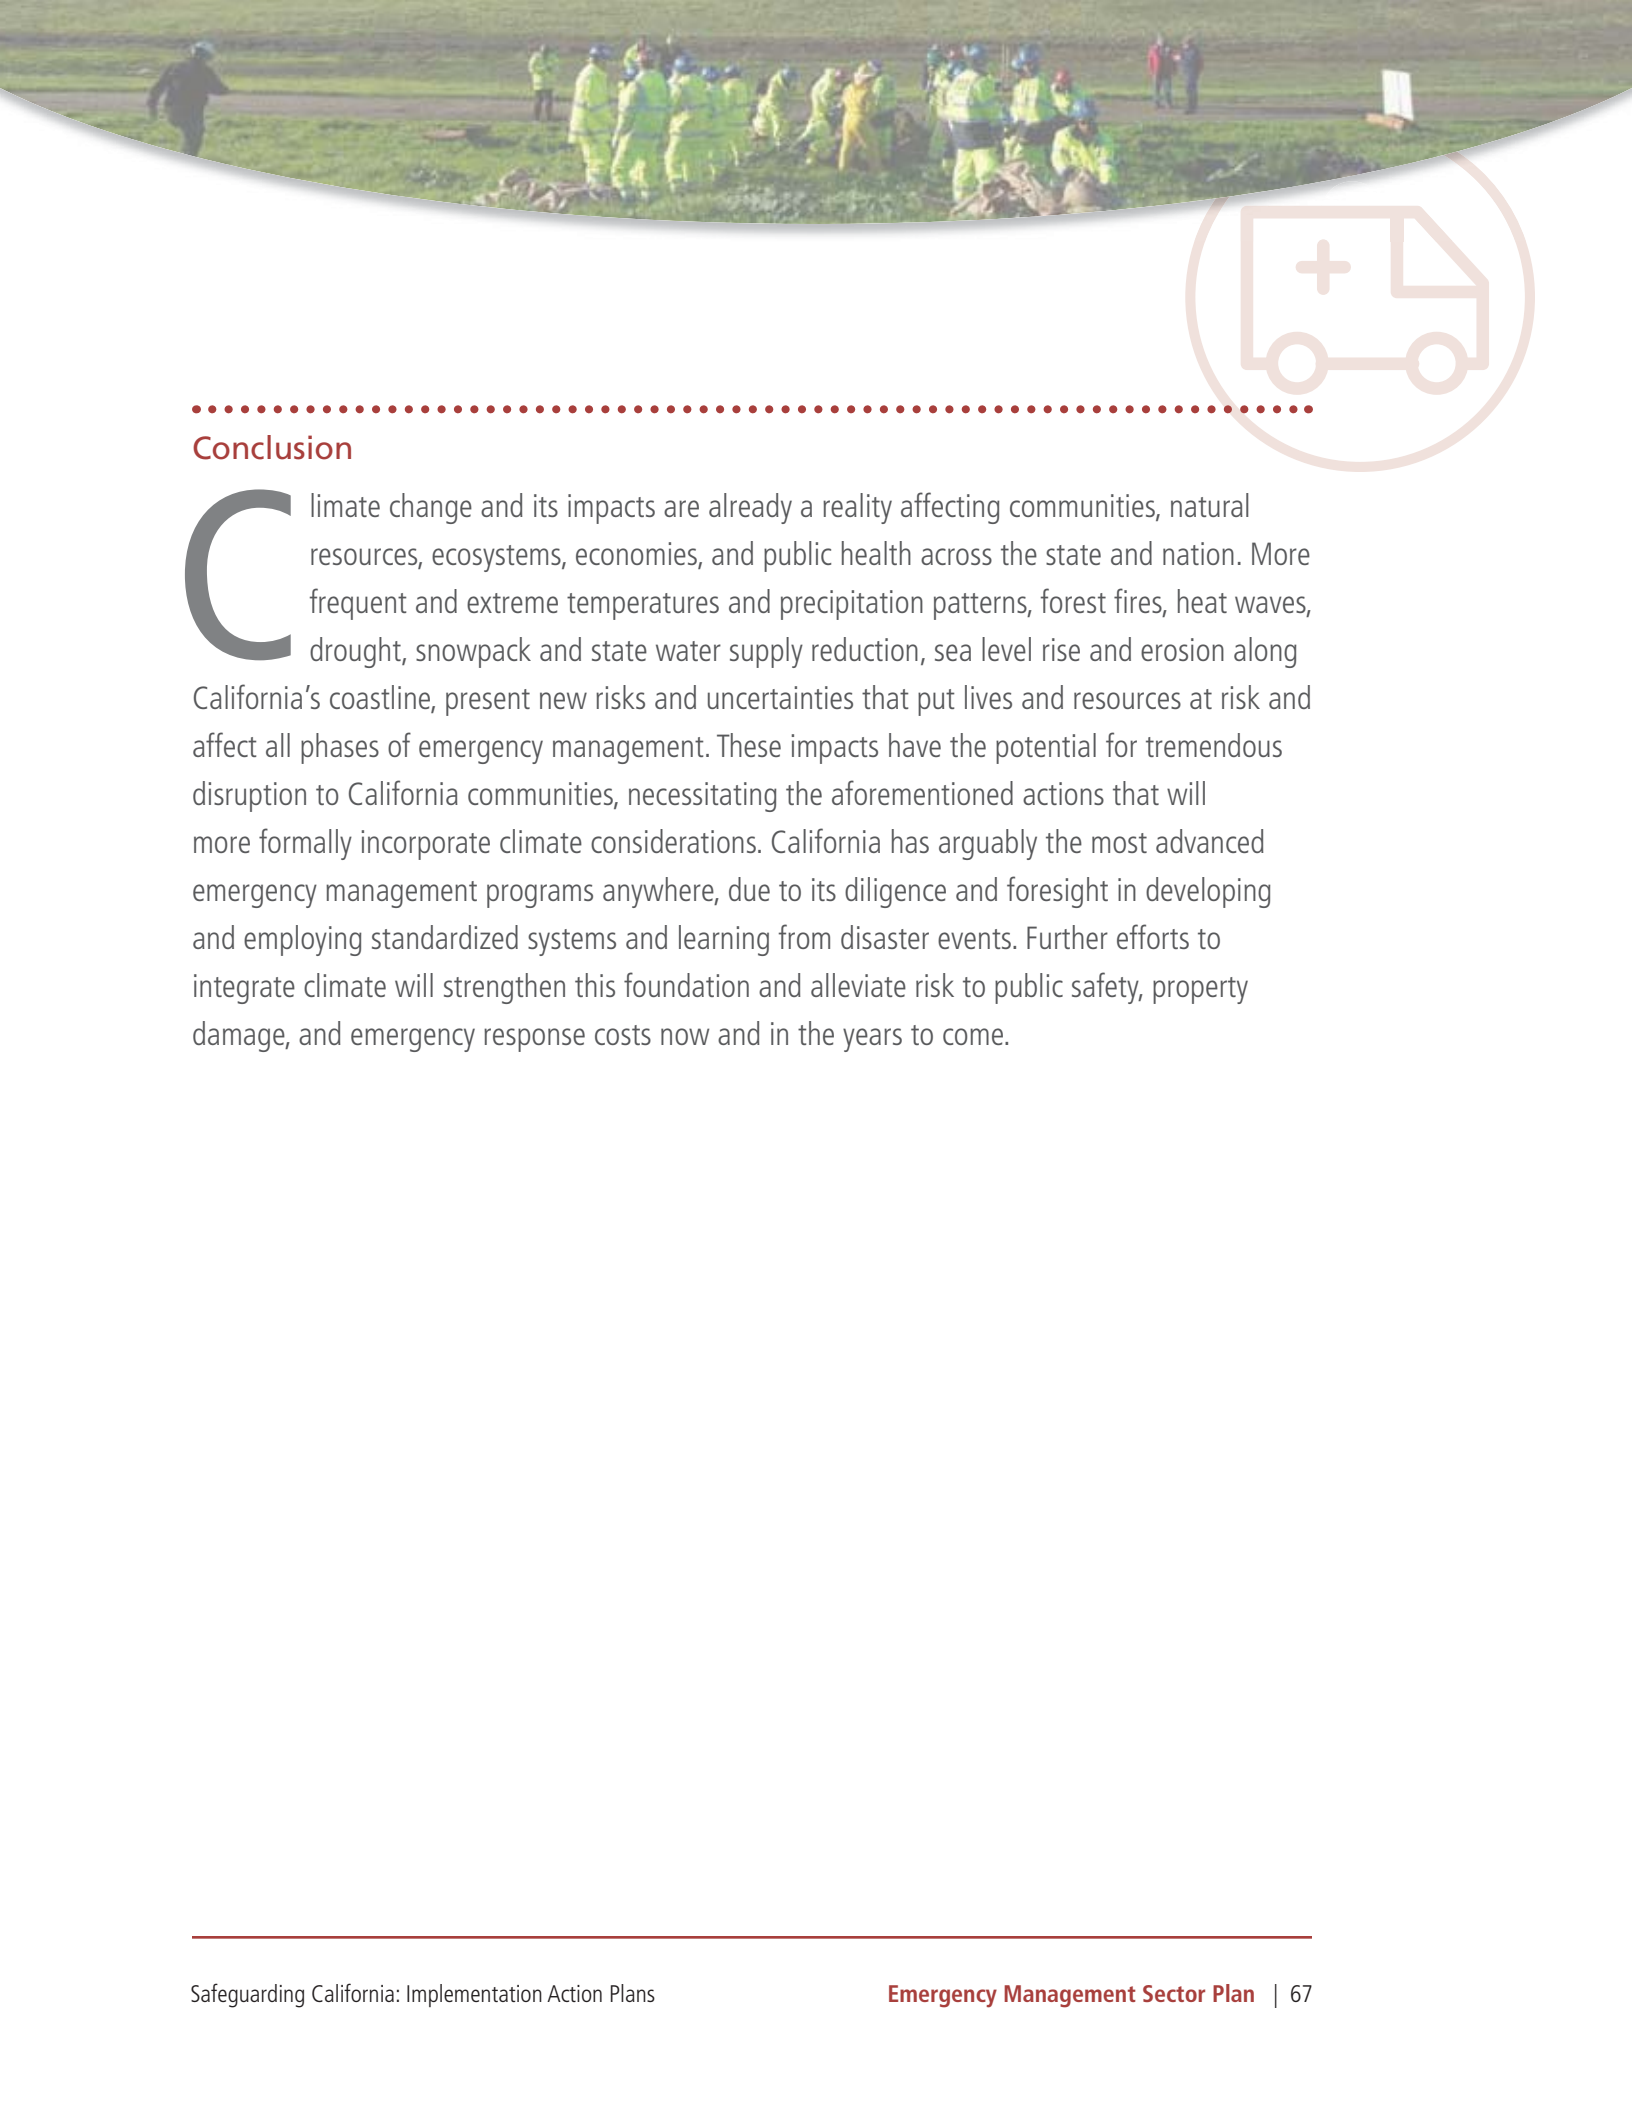 Conclusion
Climate change and its impacts are already a reality affecting communities, natural
resources, ecosystems, economies, and public health across the state and nation. More
frequent and extreme temperatures and precipitation patterns, forest fires, heat waves,
drought, snowpack and state water supply reduction, sea level rise and erosion along
California’s coastline, present new risks and uncertainties that put lives and resources at risk and
affect all phases of emergency management. These impacts have the potential for tremendous
disruption to California communities, necessitating the aforementioned actions that will
more formally incorporate climate considerations. California has arguably the most advanced
emergency management programs anywhere, due to its diligence and foresight in developing
and employing standardized systems and learning from disaster events. Further efforts to
integrate climate will strengthen this foundation and alleviate risk to public safety, property
damage, and emergency response costs now and in the years to come.
Safeguarding California: Implementation Action Plans
Emergency Management Sector Plan | 67